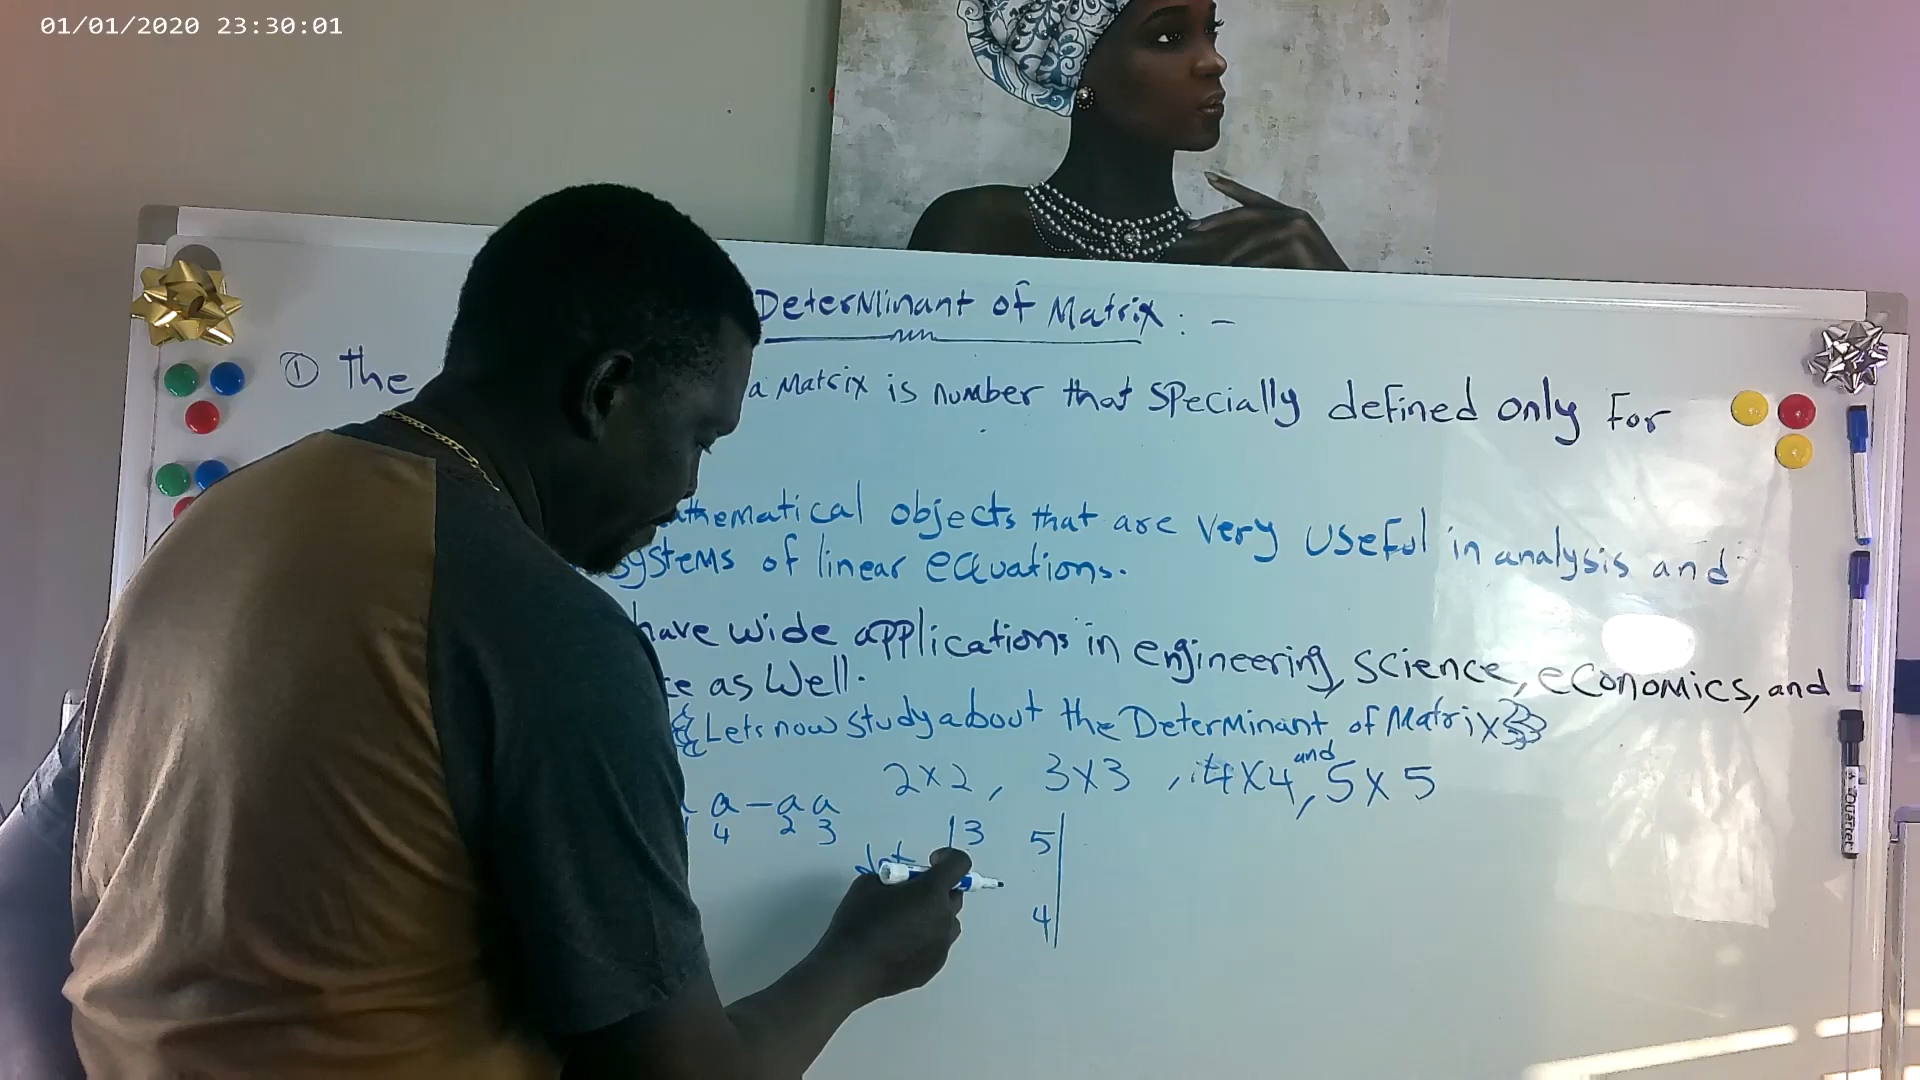 01/01/2020 23:30:01
Determinant of Matrix : -
① The a Matrix is number that specially defined only for
thematical objects that are very useful in analysis and
systems of linear equations.
have wide applications in engineering, science, economics, and
as well.
{{Lets now study about the Determinant of Matrix}}}
2x2, 3x3, 4x4, and 5x5
a - a a
4 2 3
det |3 5|
4
Quartet